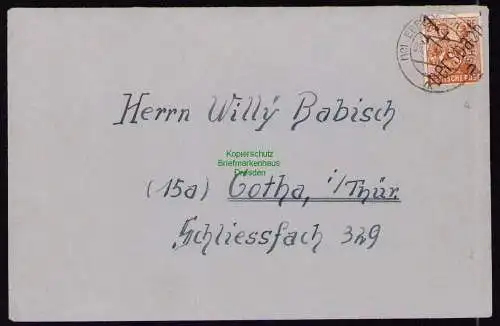 Herrn Willy Babisch
Kopierschutz
Briefmarkenhaus
Dresden
(15a) Gotha, i/Thür.
Schliessfach 329